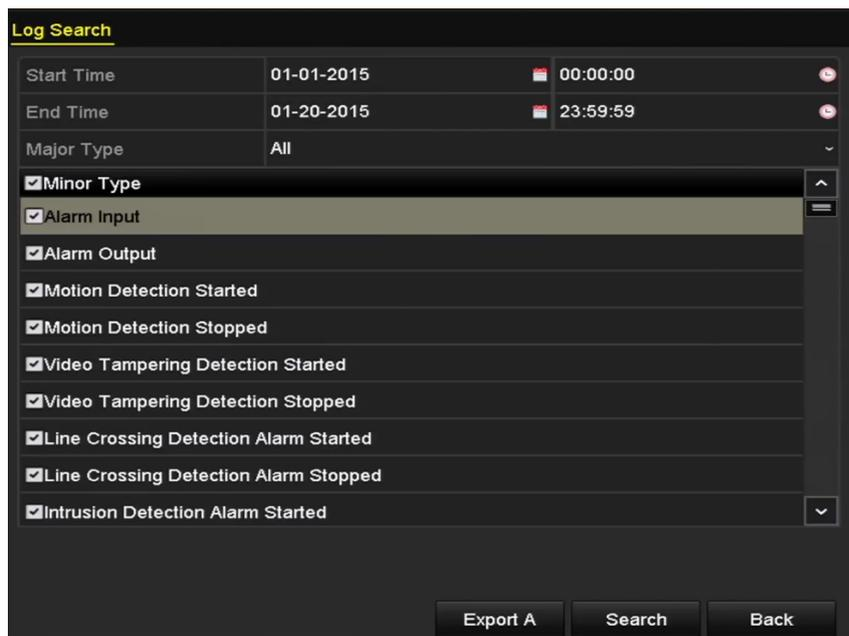 Log Search
Start Time 01-01-2015 00:00:00
End Time 01-20-2015 23:59:59
Major Type All
Minor Type
Alarm Input
Alarm Output
Motion Detection Started
Motion Detection Stopped
Video Tampering Detection Started
Video Tampering Detection Stopped
Line Crossing Detection Alarm Started
Line Crossing Detection Alarm Stopped
Intrusion Detection Alarm Started
Export A Search Back